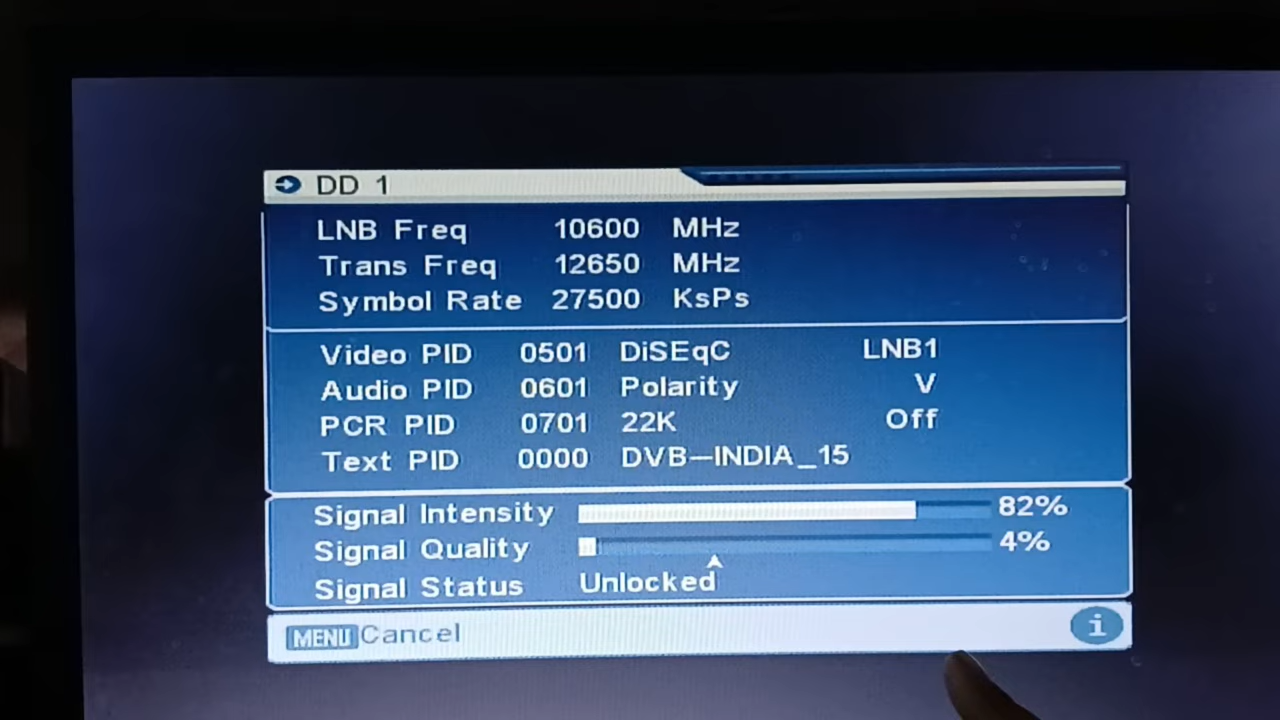 DD 1
LNB Freq 10600 MHz
Trans Freq 12650 MHz
Symbol Rate 27500 KsPs
Video PID 0501 DiSEqC LNB1
Audio PID 0601 Polarity V
PCR PID 0701 22K Off
Text PID 0000 DVB-INDIA_15
Signal Intensity 82%
Signal Quality 4%
Signal Status Unlocked
MENU Cancel i